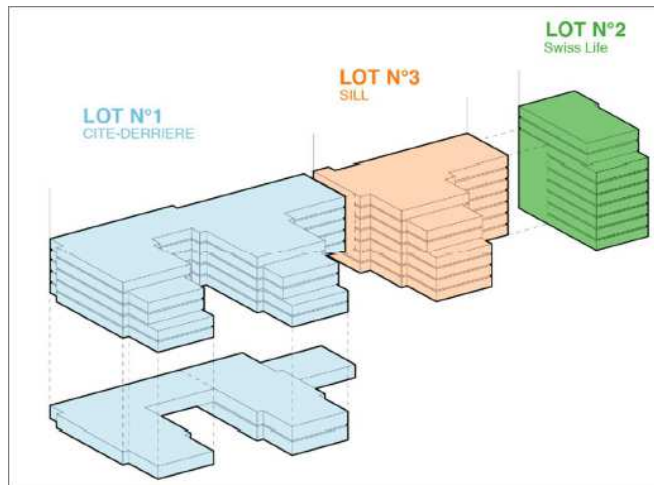 LOT N°1
CITE-DERRIERE
LOT N°3
SILL
LOT N°2
Swiss Life